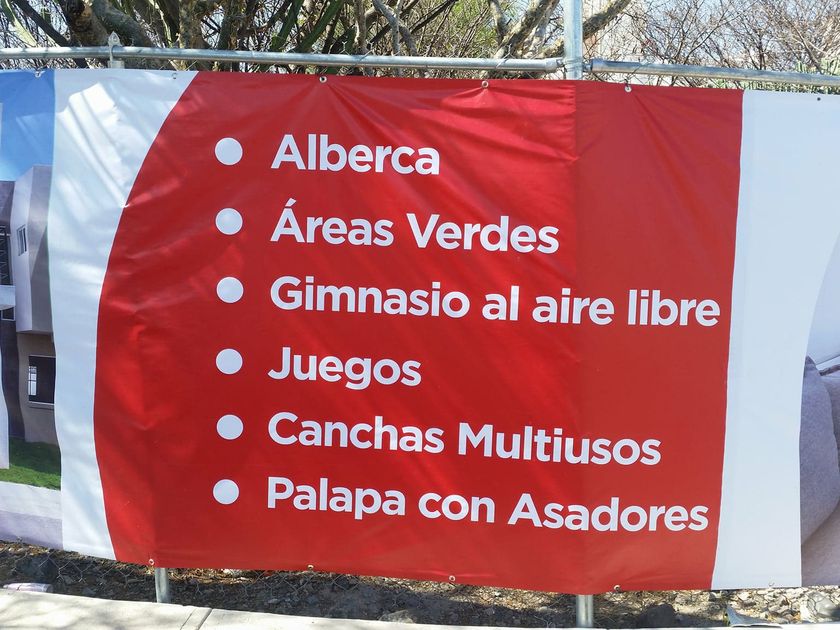 Alberca
Áreas Verdes
Gimnasio al aire libre
Juegos
Canchas Multiusos
Palapa con Asadores